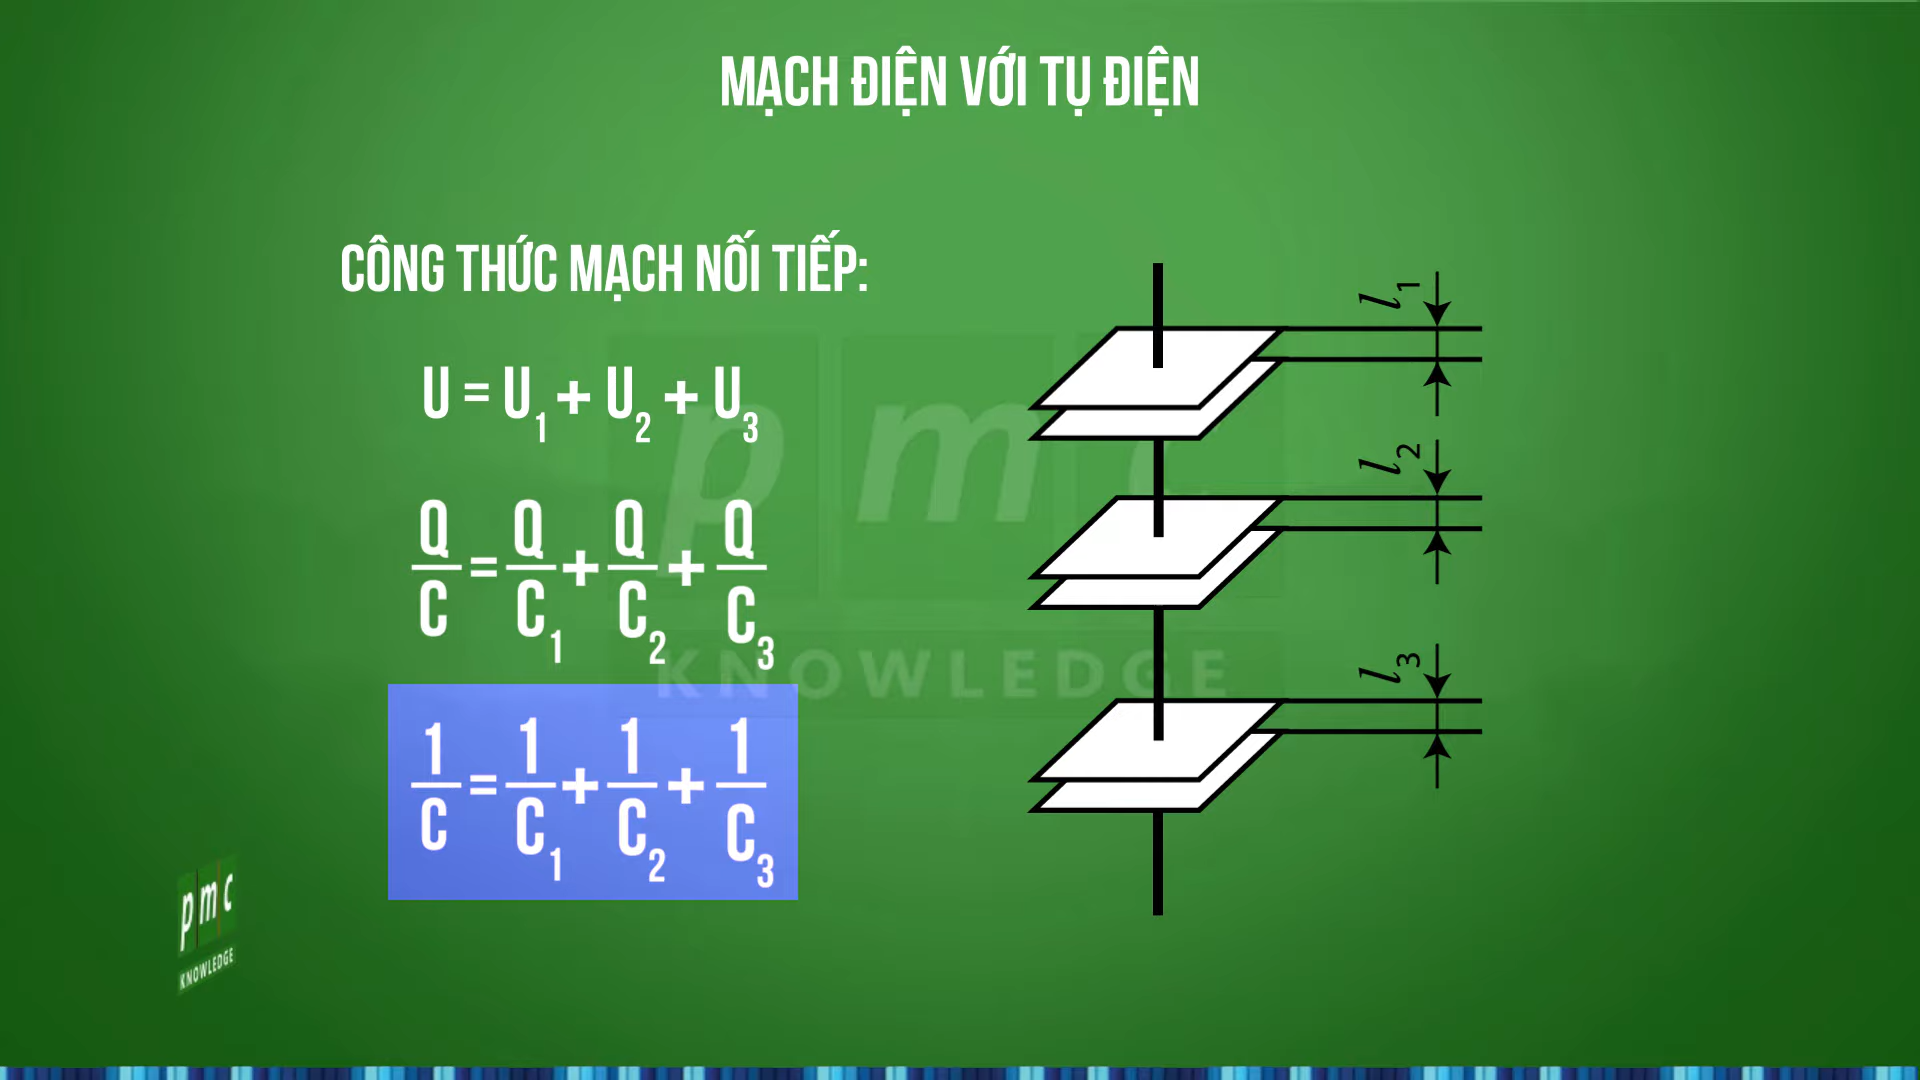 MẠCH ĐIỆN VỚI TỤ ĐIỆN
CÔNG THỨC MẠCH NỐI TIẾP:
U = U₁ + U₂ + U₃
Q/C = Q/C₁ + Q/C₂ + Q/C₃
1/C = 1/C₁ + 1/C₂ + 1/C₃
l₁
l₂
l₃
pmc
KNOWLEDGE
pmc
KNOWLEDGE